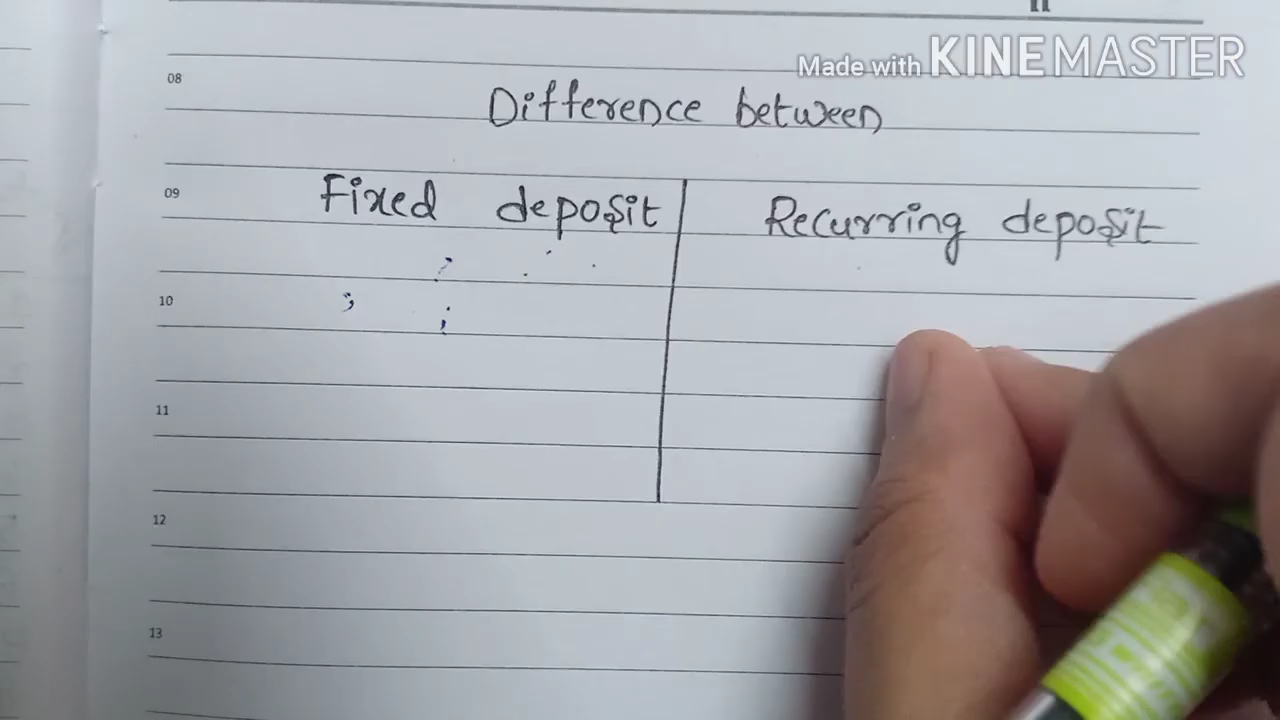 Made with KINEMASTER
08
Difference between
09
Fixed deposit Recurring deposit
10
11
12
13